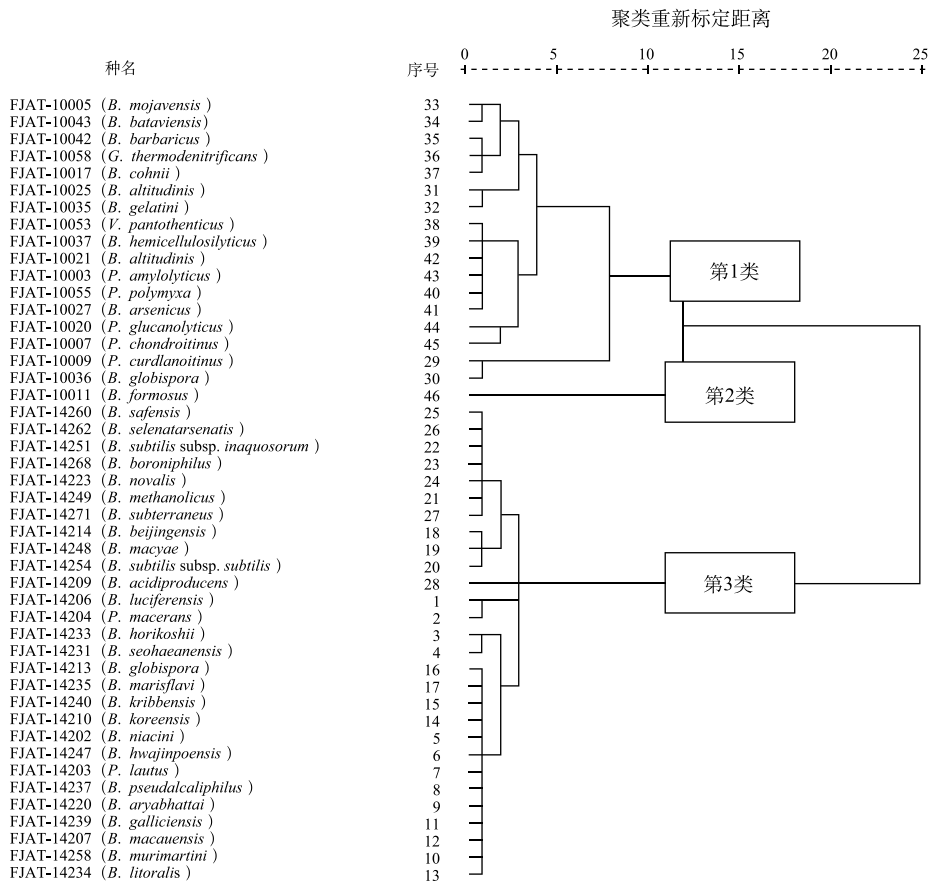 聚类重新标定距离
种名 序号 0 5 10 15 20 25
FJAT-10005（B. mojavensis） 33
FJAT-10043（B. bataviensis） 34
FJAT-10042（B. barbaricus） 35
FJAT-10058（G. thermodenitrificans） 36
FJAT-10017（B. cohnii） 37
FJAT-10025（B. altitudinis） 31
FJAT-10035（B. gelatini） 32
FJAT-10053（V. pantothenticus） 38
FJAT-10037（B. hemicellulosilyticus） 39
FJAT-10021（B. altitudinis） 42
FJAT-10003（P. amylolyticus） 43
FJAT-10055（P. polymyxa） 40
FJAT-10027（B. arsenicus） 41
FJAT-10020（P. glucanolyticus） 44
FJAT-10007（P. chondroitinus） 45
FJAT-10009（P. curdlanoitinus） 29
FJAT-10036（B. globispora） 30
FJAT-10011（B. formosus） 46
FJAT-14260（B. safensis） 25
FJAT-14262（B. selenatarsenatis） 26
FJAT-14251（B. subtilis subsp. inaquosorum） 22
FJAT-14268（B. boroniphilus） 23
FJAT-14223（B. novalis） 24
FJAT-14249（B. methanolicus） 21
FJAT-14271（B. subterraneus） 27
FJAT-14214（B. beijingensis） 18
FJAT-14248（B. macyae） 19
FJAT-14254（B. subtilis subsp. subtilis） 20
FJAT-14209（B. acidiproducens） 28
FJAT-14206（B. luciferensis） 1
FJAT-14204（P. macerans） 2
FJAT-14233（B. horikoshii） 3
FJAT-14231（B. seohaeanensis） 4
FJAT-14213（B. globispora） 16
FJAT-14235（B. marisflavi） 17
FJAT-14240（B. kribbensis） 15
FJAT-14210（B. koreensis） 14
FJAT-14202（B. niacini） 5
FJAT-14247（B. hwajinpoensis） 6
FJAT-14203（P. lautus） 7
FJAT-14237（B. pseudalcaliphilus） 8
FJAT-14220（B. aryabhattai） 9
FJAT-14239（B. galliciensis） 11
FJAT-14207（B. macauensis） 12
FJAT-14258（B. murimartini） 10
FJAT-14234（B. litoralis） 13
第1类
第2类
第3类